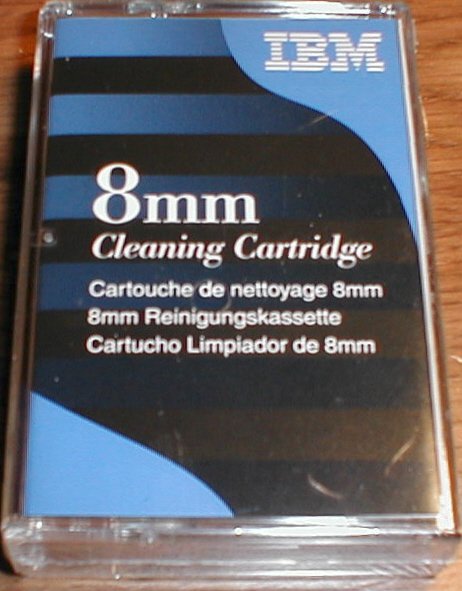 IBM
8mm
Cleaning Cartridge
Cartouche de nettoyage 8mm
8mm Reinigungskassette
Cartucho Limpiador de 8mm